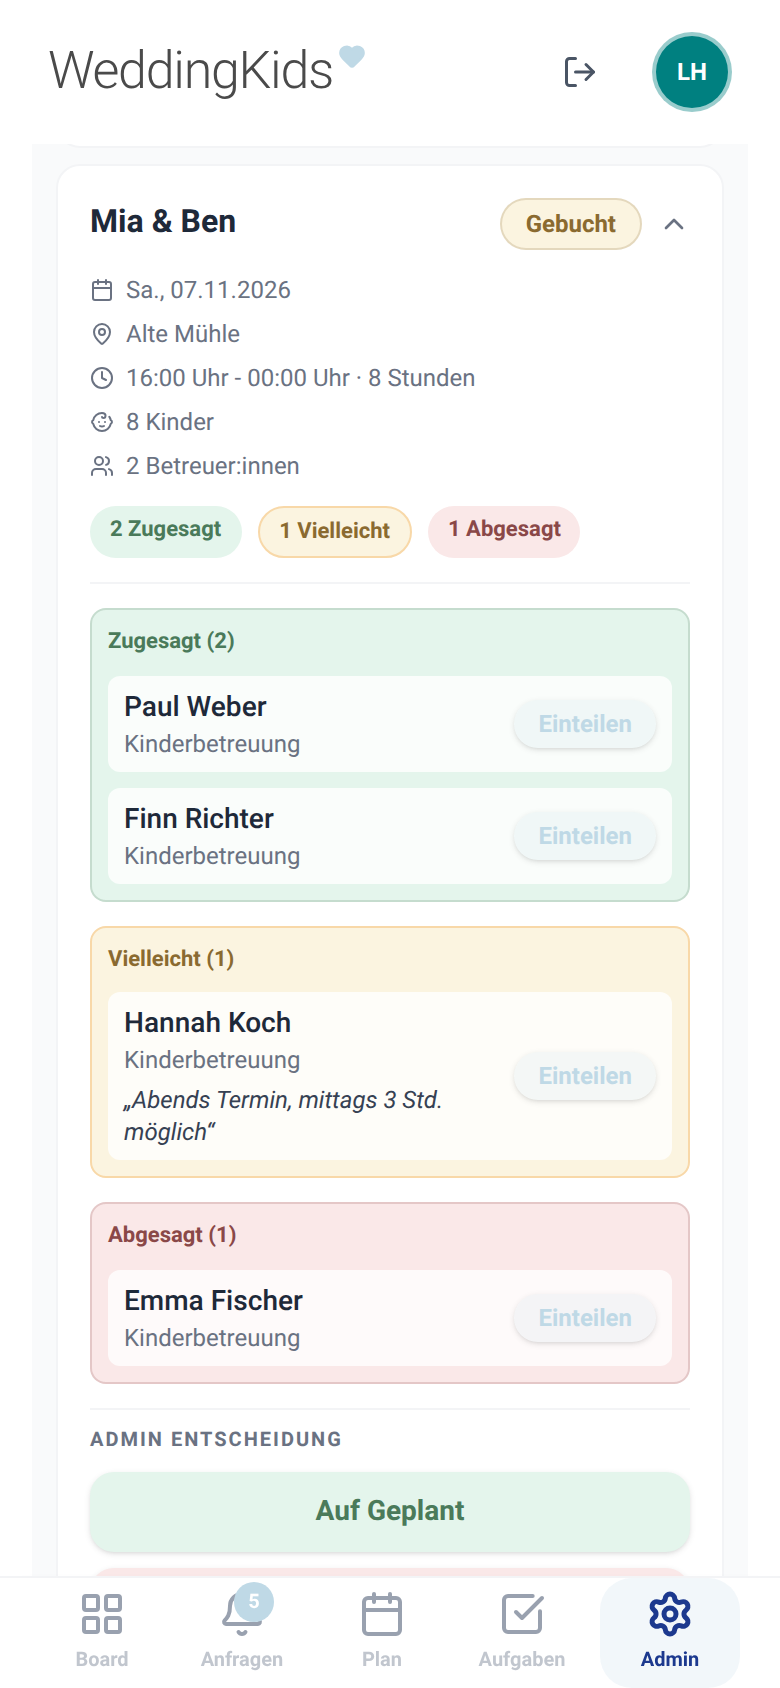 WeddingKids
LH
Mia & Ben
Gebucht
Sa., 07.11.2026
Alte Mühle
16:00 Uhr - 00:00 Uhr · 8 Stunden
8 Kinder
2 Betreuer:innen
2 Zugesagt
1 Vielleicht
1 Abgesagt
Zugesagt (2)
Paul Weber
Kinderbetreuung
Einteilen
Finn Richter
Kinderbetreuung
Einteilen
Vielleicht (1)
Hannah Koch
Kinderbetreuung
„Abends Termin, mittags 3 Std.
möglich“
Einteilen
Abgesagt (1)
Emma Fischer
Kinderbetreuung
Einteilen
ADMIN ENTSCHEIDUNG
Auf Geplant
5
Board
Anfragen
Plan
Aufgaben
Admin